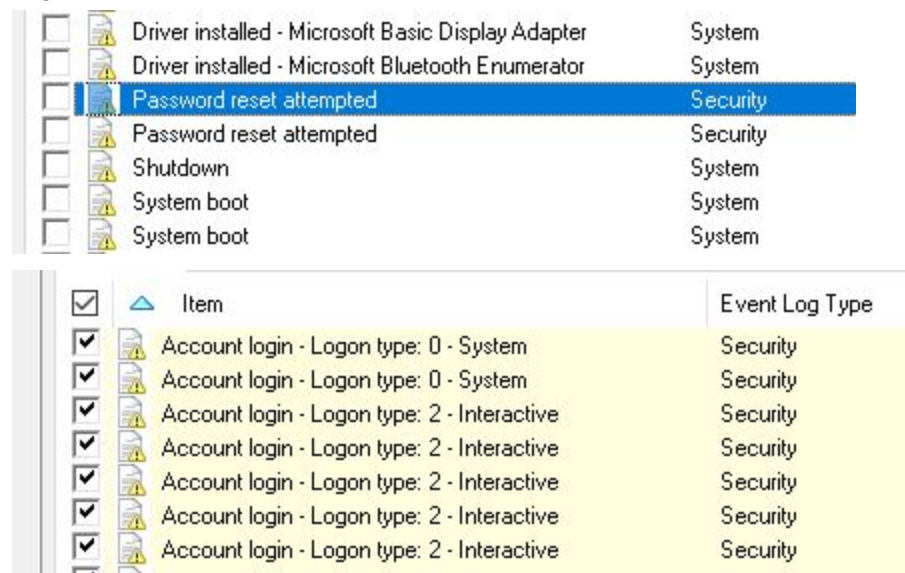 Driver installed - Microsoft Basic Display Adapter System
Driver installed - Microsoft Bluetooth Enumerator System
Password reset attempted Security
Password reset attempted Security
Shutdown System
System boot System
System boot System
Item Event Log Type
Account login - Logon type: 0 - System Security
Account login - Logon type: 0 - System Security
Account login - Logon type: 2 - Interactive Security
Account login - Logon type: 2 - Interactive Security
Account login - Logon type: 2 - Interactive Security
Account login - Logon type: 2 - Interactive Security
Account login - Logon type: 2 - Interactive Security